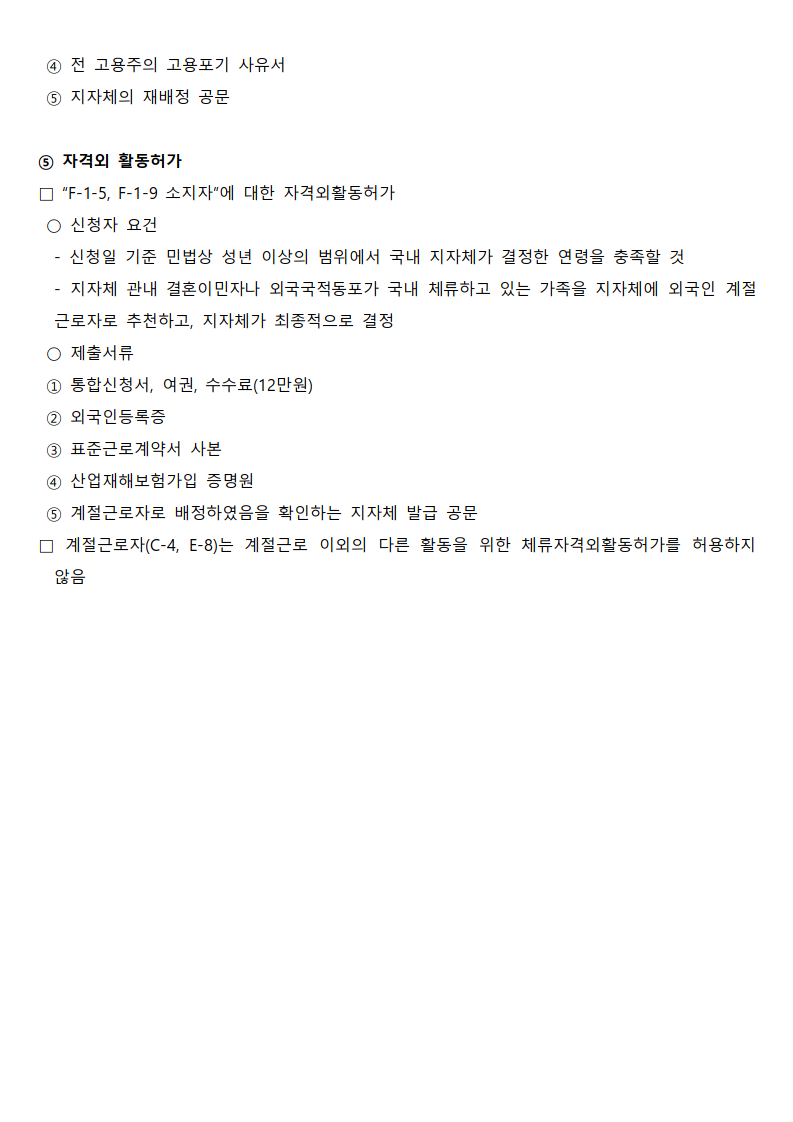 ④ 전 고용주의 고용포기 사유서
⑤ 지자체의 재배정 공문
⑤ 자격외 활동허가
□ “F-1-5, F-1-9 소지자”에 대한 자격외활동허가
○ 신청자 요건
- 신청일 기준 민법상 성년 이상의 범위에서 국내 지자체가 결정한 연령을 충족할 것
- 지자체 관내 결혼이민자나 외국국적동포가 국내 체류하고 있는 가족을 지자체에 외국인 계절
근로자로 추천하고, 지자체가 최종적으로 결정
○ 제출서류
① 통합신청서, 여권, 수수료(12만원)
② 외국인등록증
③ 표준근로계약서 사본
④ 산업재해보험가입 증명원
⑤ 계절근로자로 배정하였음을 확인하는 지자체 발급 공문
□ 계절근로자(C-4, E-8)는 계절근로 이외의 다른 활동을 위한 체류자격외활동허가를 허용하지
않음